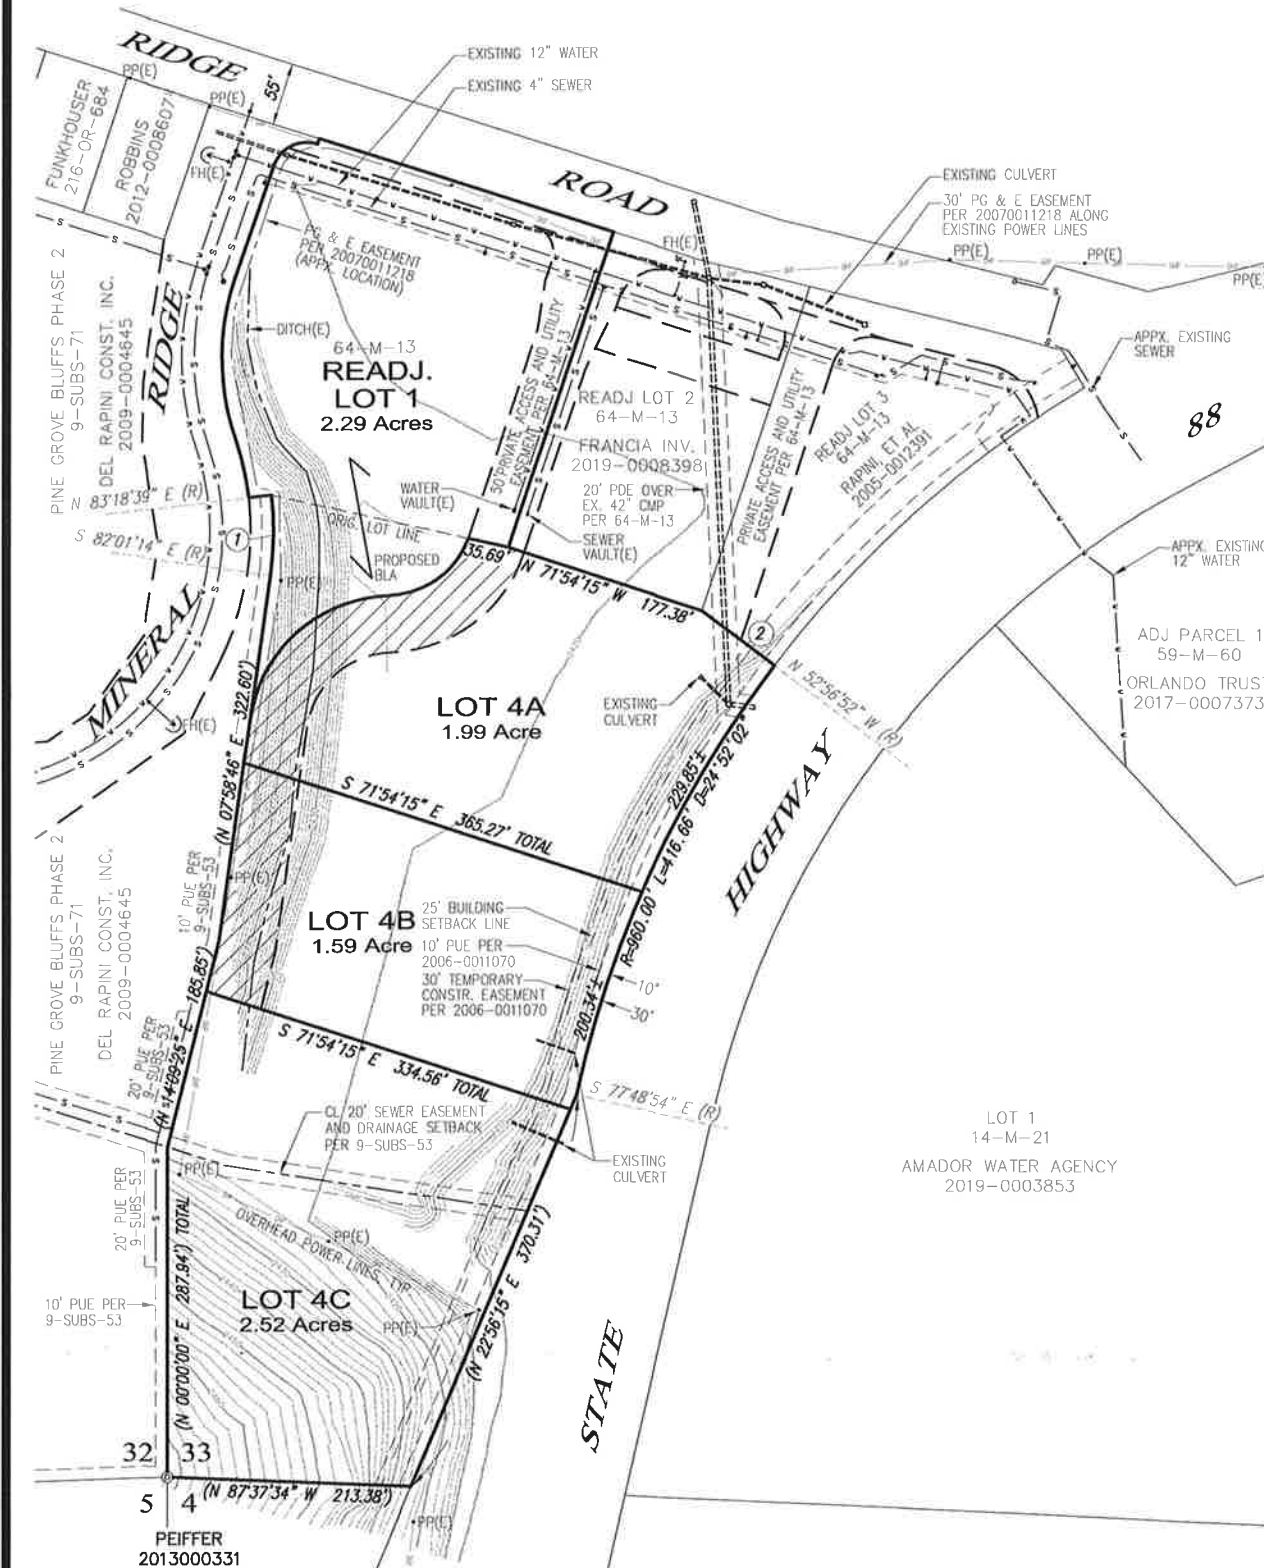 RIDGE
ROAD
EXISTING 12" WATER
EXISTING 4" SEWER
55'
PP(E)
PP(E)
FUNKHOUSER
216-OR-684
ROBBINS
2012-0008607
FH(E)
EXISTING CULVERT
30' PG & E EASEMENT
PER 20070011218 ALONG
EXISTING POWER LINES
FH(E)
PP(E)
PP(E)
PP(E)
PG & E EASEMENT
PER 20070011218
(APPX. LOCATION)
PINE GROVE BLUFFS PHASE 2
9-SUBS-71
DEL RAPINI CONST. INC.
2009-0004645
MINERAL
RIDGE
DITCH(E)
64-M-13
READJ.
LOT 1
2.29 Acres
50' PRIVATE ACCESS AND UTILITY
EASEMENT PER 64-M-13
READJ LOT 2
64-M-13
FRANCIA INV.
2019-0008398
20' PDE OVER
EX. 42" CMP
PER 64-M-13
PRIVATE ACCESS AND UTILITY
EASEMENT PER 64-M-13
READJ LOT 3
64-M-13
RAPINI, ET AL
2005-0012391
APPX. EXISTING
SEWER
88
N 83°18'39" E (R)
S 82°01'14" E (R)
1
WATER
VAULT(E)
ORIG. LOT LINE
PROPOSED
BLA
SEWER
VAULT(E)
PP(E)
35.69'
N 71°54'15" W 177.38'
2
APPX. EXISTING
12" WATER
ADJ PARCEL 1
59-M-60
ORLANDO TRUST
2017-0007373
N 52°56'52" W (R)
FH(E)
LOT 4A
1.99 Acre
EXISTING
CULVERT
(N 07°58'46" E 322.60')
229.85'±
R=960.00' L=416.66' D=24°52'02"
HIGHWAY
S 71°54'15" E 365.27' TOTAL
PINE GROVE BLUFFS PHASE 2
9-SUBS-71
DEL RAPINI CONST, INC.
2009-0004645
10' PUE PER
9-SUBS-53
PP(E)
LOT 4B
1.59 Acre
25' BUILDING
SETBACK LINE
10' PUE PER
2006-0011070
30' TEMPORARY
CONSTR. EASEMENT
PER 2006-0011070
10'
30'
200.34'±
(N 14°09'25" E 185.85')
20' PUE PER
9-SUBS-53
S 71°54'15" E 334.56' TOTAL
S 77°48'54" E (R)
CL 20' SEWER EASEMENT
AND DRAINAGE SETBACK
PER 9-SUBS-53
EXISTING
CULVERT
LOT 1
14-M-21
AMADOR WATER AGENCY
2019-0003853
PP(E)
20' PUE PER
9-SUBS-53
OVERHEAD POWER LINES, TYP
PP(E)
LOT 4C
2.52 Acres
PP(E)
10' PUE PER
9-SUBS-53
(N 00°00'00" E 287.94') TOTAL
(N 22°56'15" E 370.31')
STATE
32
33
5
4
(N 87°37'34" W 213.38')
PP(E)
PEIFFER
2013000331